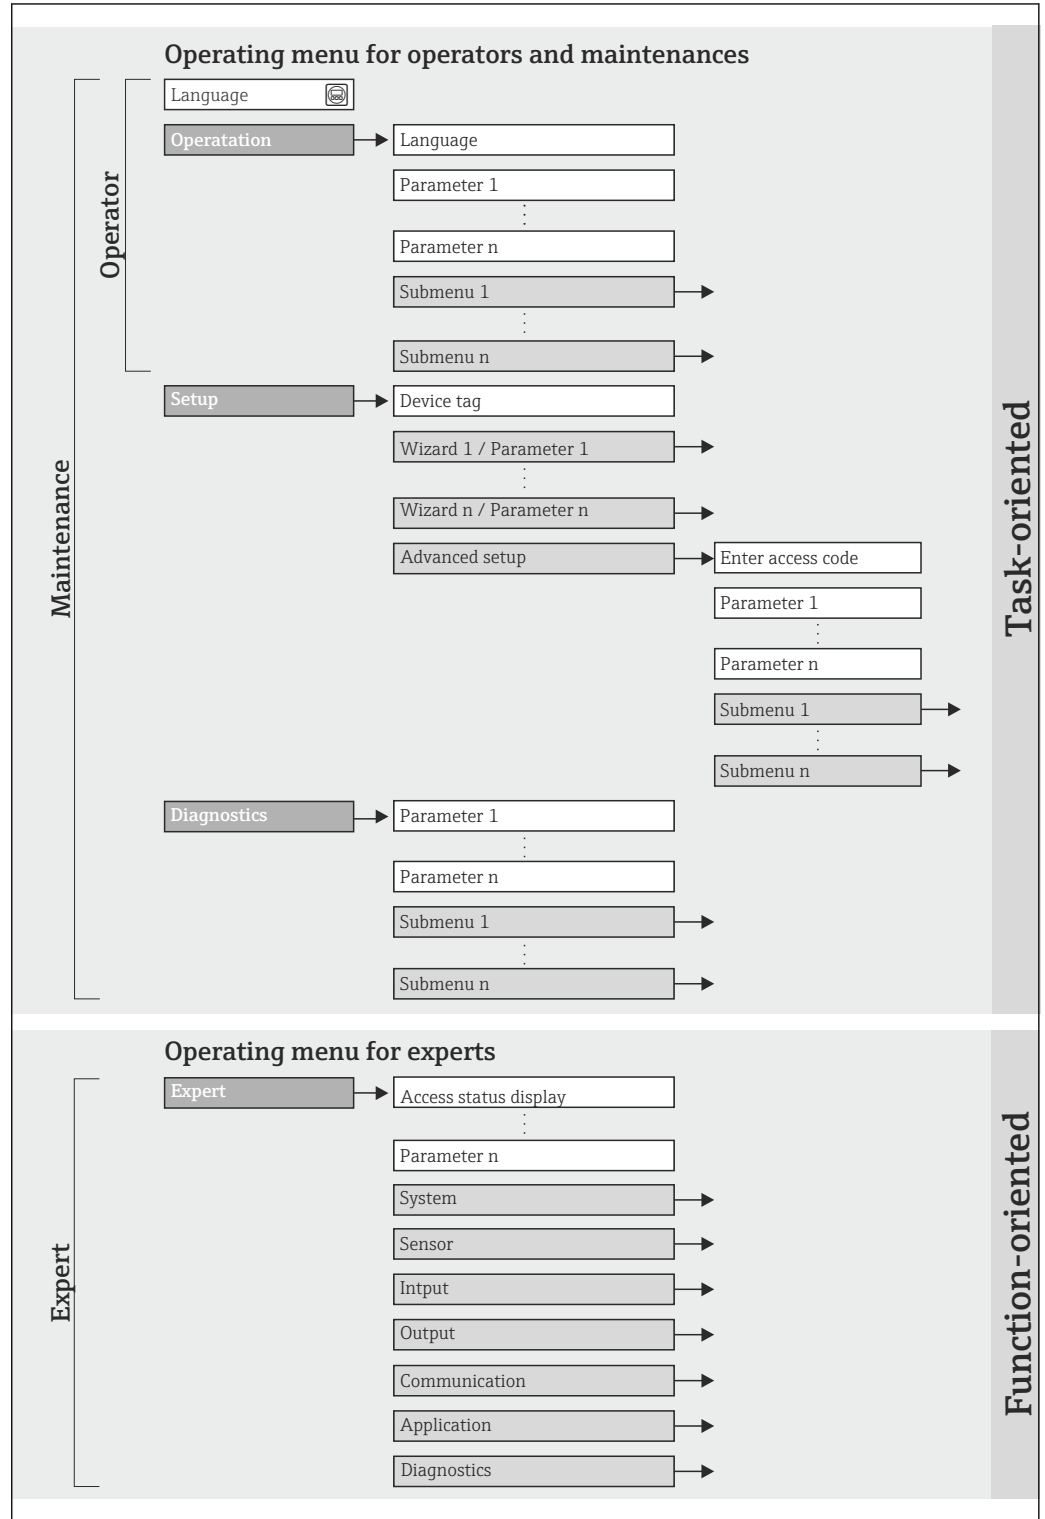 Operating menu for operators and maintenances
Language
Operatation
Language
Parameter 1
Parameter n
Submenu 1
Submenu n
Operator
Setup
Device tag
Wizard 1 / Parameter 1
Wizard n / Parameter n
Advanced setup
Enter access code
Parameter 1
Parameter n
Submenu 1
Submenu n
Maintenance
Task-oriented
Diagnostics
Parameter 1
Parameter n
Submenu 1
Submenu n
Operating menu for experts
Expert
Access status display
Parameter n
System
Sensor
Intput
Output
Communication
Application
Diagnostics
Expert
Function-oriented